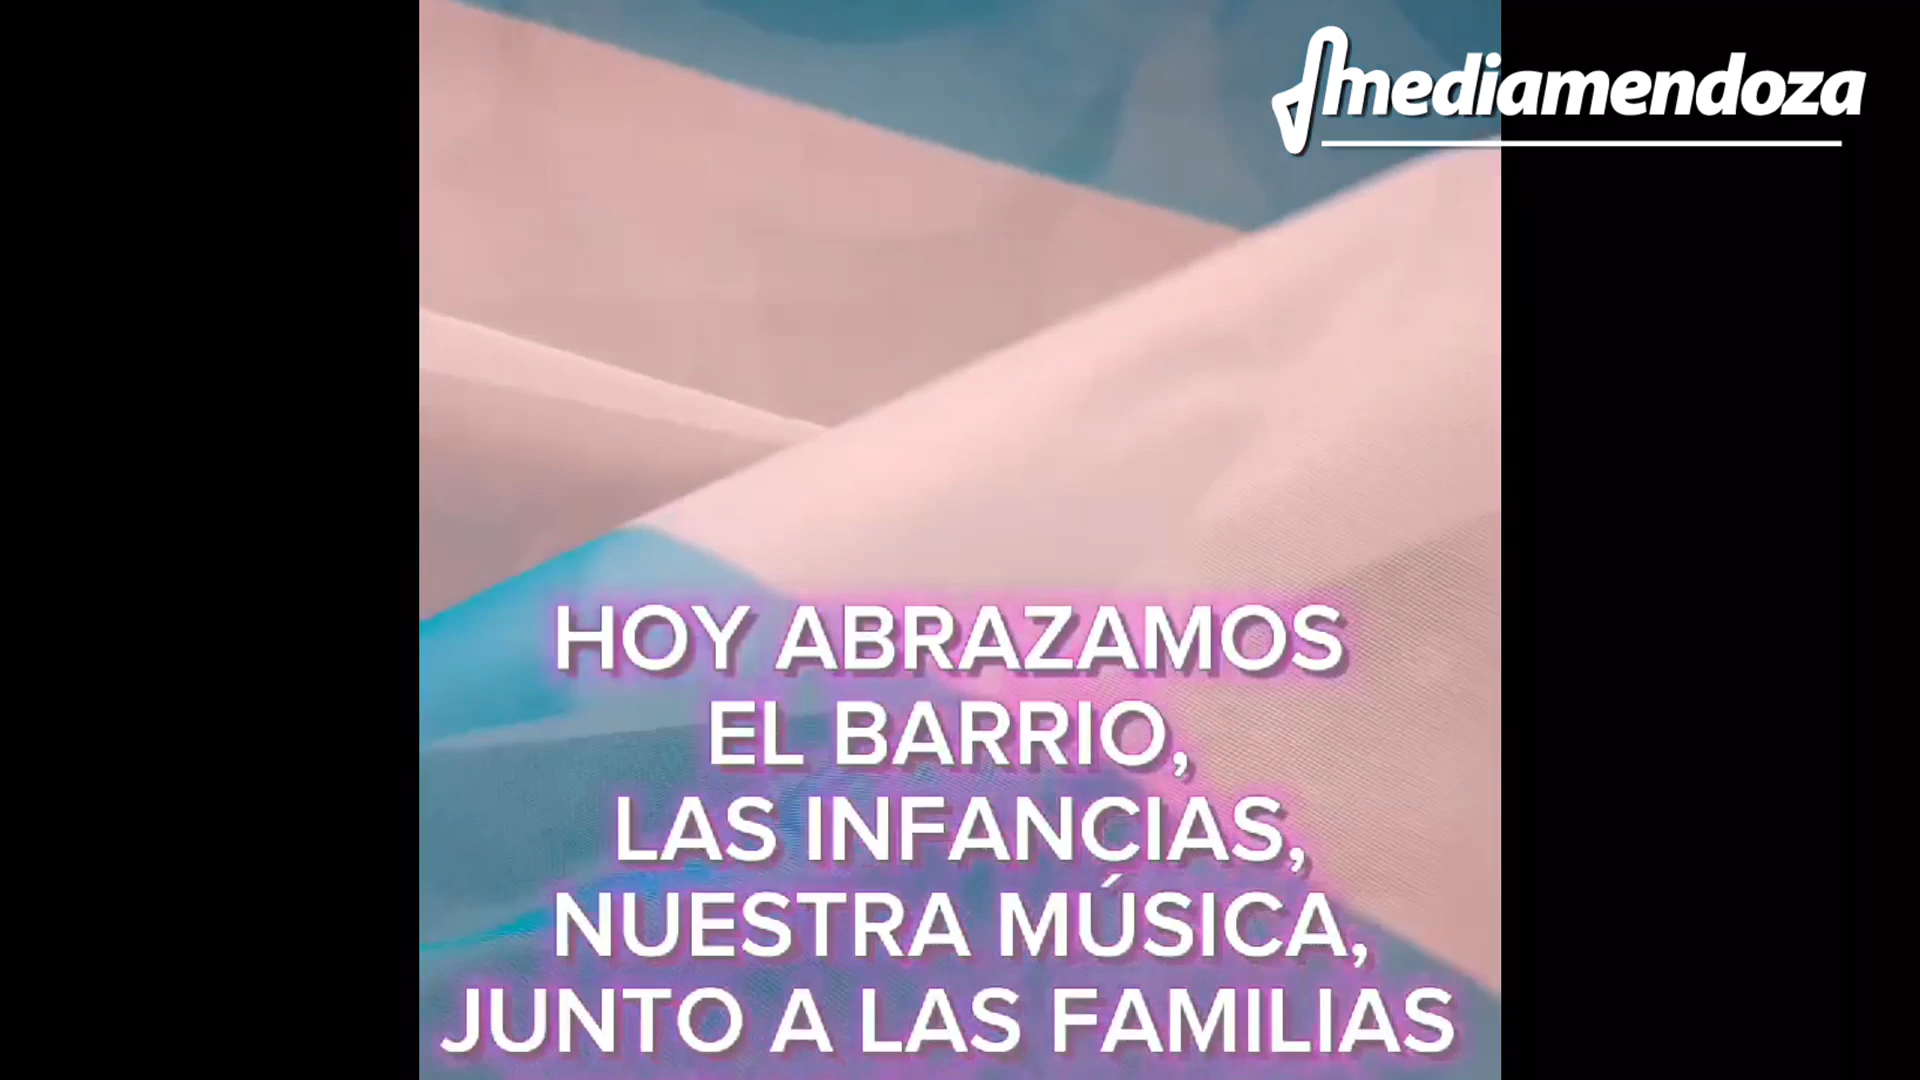 mediamendoza
HOY ABRAZAMOS
EL BARRIO,
LAS INFANCIAS,
NUESTRA MÚSICA,
JUNTO A LAS FAMILIAS